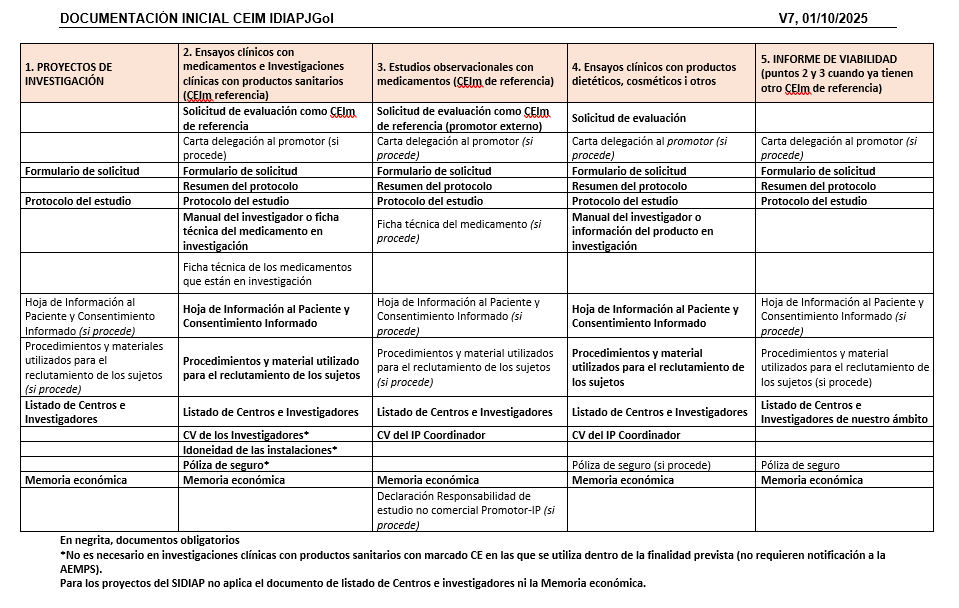 DOCUMENTACIÓN INICIAL CEIM IDIAPJGol V7, 01/10/2025
1. PROYECTOS DE
INVESTIGACIÓN
2. Ensayos clínicos con
medicamentos e Investigaciones
clínicas con productos sanitarios
(CEIm referencia)
3. Estudios observacionales con
medicamentos (CEIm de referencia)
4. Ensayos clínicos con productos
dietéticos, cosméticos i otros
5. INFORME DE VIABILIDAD
(puntos 2 y 3 cuando ya tienen
otro CEIm de referencia)
Solicitud de evaluación como CEIm
de referencia
Solicitud de evaluación como CEIm
de referencia (promotor externo)
Solicitud de evaluación
Carta delegación al promotor (si
procede)
Carta delegación al promotor (si
procede)
Carta delegación al promotor (si
procede)
Carta delegación al promotor (si
procede)
Formulario de solicitud
Formulario de solicitud
Formulario de solicitud
Formulario de solicitud
Formulario de solicitud
Resumen del protocolo
Resumen del protocolo
Resumen del protocolo
Resumen del protocolo
Protocolo del estudio
Protocolo del estudio
Protocolo del estudio
Protocolo del estudio
Protocolo del estudio
Manual del investigador o ficha
técnica del medicamento en
investigación
Ficha técnica del medicamento (si
procede)
Manual del investigador o
información del producto en
investigación
Ficha técnica de los medicamentos
que están en investigación
Hoja de Información al
Paciente y Consentimiento
Informado (si procede)
Hoja de Información al Paciente y
Consentimiento Informado
Hoja de Información al Paciente y
Consentimiento Informado (si
procede)
Hoja de Información al Paciente y
Consentimiento Informado
Hoja de Información al Paciente y
Consentimiento Informado (si
procede)
Procedimientos y materiales
utilizados para el
reclutamiento de los sujetos
(si procede)
Procedimientos y material utilizado
para el reclutamiento de los sujetos
Procedimientos y material utilizados
para el reclutamiento de los sujetos
(si procede)
Procedimientos y material
utilizados para el reclutamiento de
los sujetos
Procedimientos y material
utilizados para el reclutamiento de
los sujetos (si procede)
Listado de Centros e
Investigadores
Listado de Centros e Investigadores
Listado de Centros e Investigadores
Listado de Centros e Investigadores
Listado de Centros e
Investigadores de nuestro ámbito
CV de los Investigadores*
CV del IP Coordinador
CV del IP Coordinador
Idoneidad de las instalaciones*
Póliza de seguro*
Póliza de seguro (si procede)
Póliza de seguro
Memoria económica
Memoria económica
Memoria económica
Memoria económica
Memoria económica
Declaración Responsabilidad de
estudio no comercial Promotor-IP (si
procede)
En negrita, documentos obligatorios
*No es necesario en investigaciones clínicas con productos sanitarios con marcado CE en las que se utiliza dentro de la finalidad prevista (no requieren notificación a la
AEMPS).
Para los proyectos del SIDIAP no aplica el documento de listado de Centros e investigadores ni la Memoria económica.